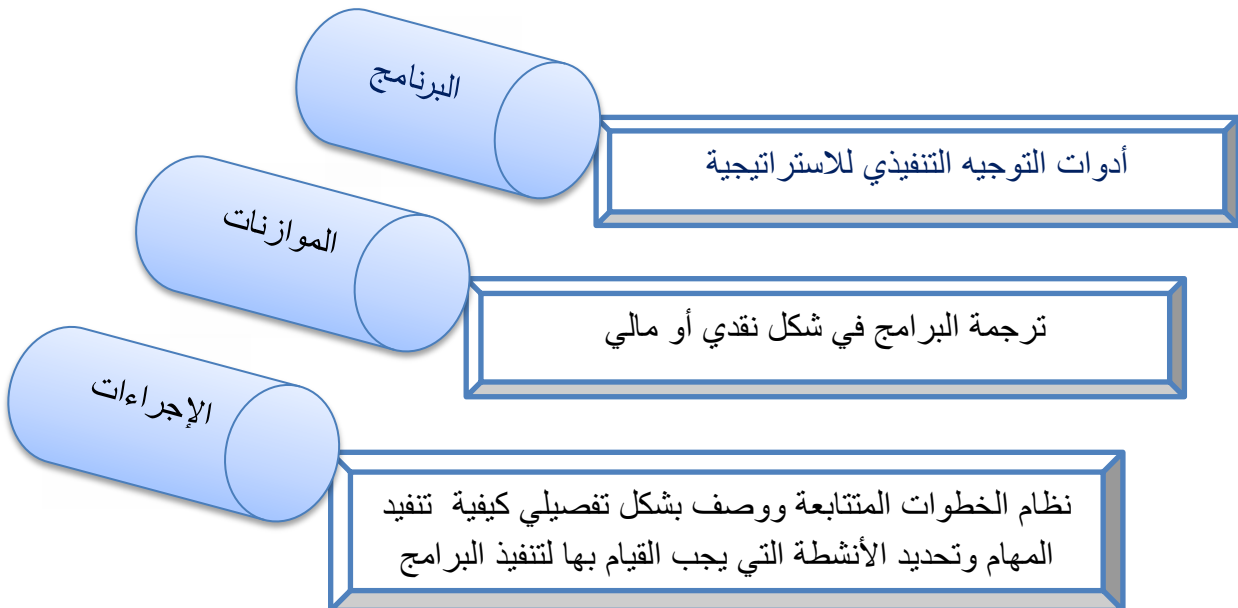 البرنامج
أدوات التوجيه التنفيذي للاستراتيجية
الموازنات
ترجمة البرامج في شكل نقدي أو مالي
الإجراءات
نظام الخطوات المتتابعة ووصف بشكل تفصيلي كيفية تنفيد
المهام وتحديد الأنشطة التي يجب القيام بها لتنفيذ البرامج